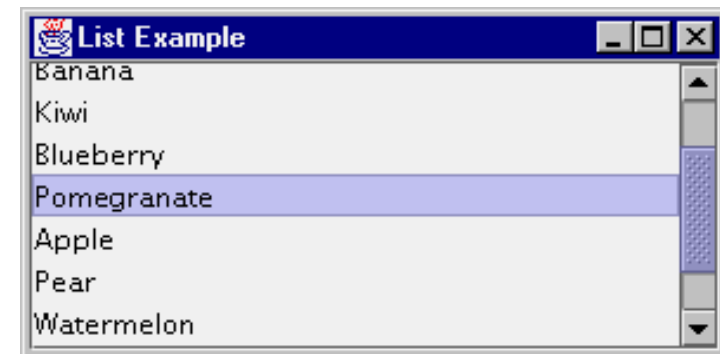 List Example
Banana
Kiwi
Blueberry
Pomegranate
Apple
Pear
Watermelon